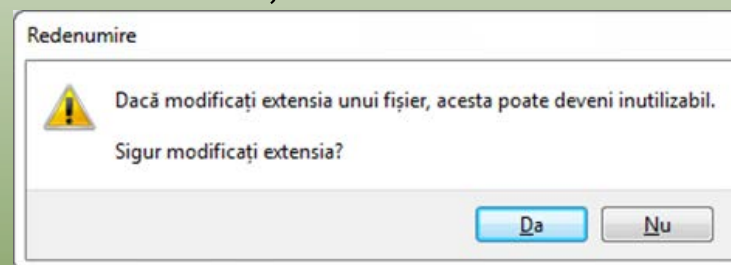 Redenumire
Dacă modificați extensia unui fișier, acesta poate deveni inutilizabil.
Sigur modificați extensia?
Da
Nu